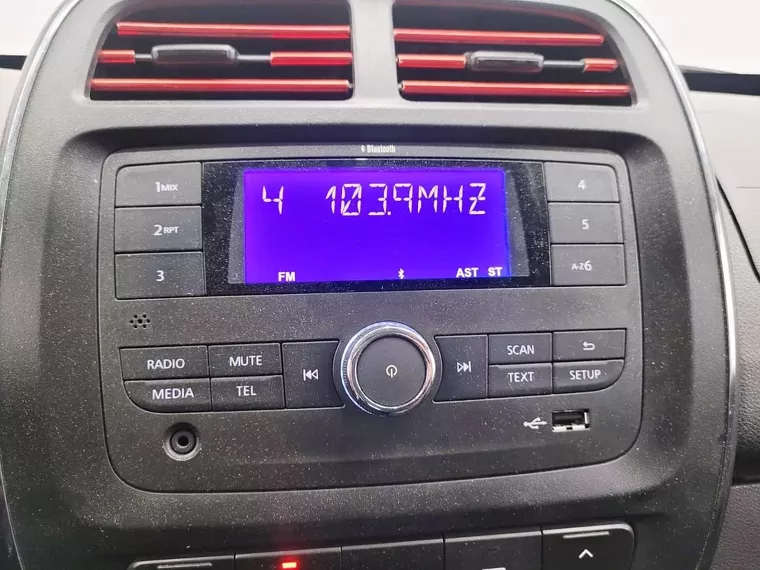 Bluetooth
1MIX
4
4 103.9MHZ
2RPT
5
3
FM AST ST
A-Z6
RADIO
MUTE
SCAN
MEDIA
TEL
TEXT
SETUP